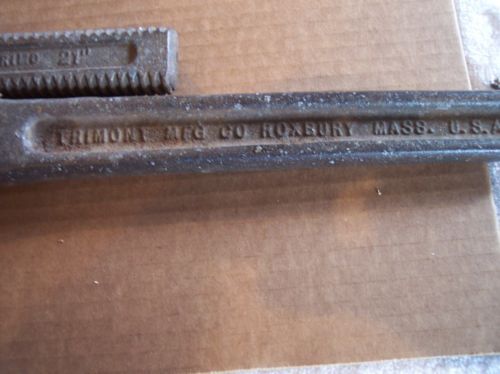 21"
TRIMONT MFG CO ROXBURY MASS. U.S.A